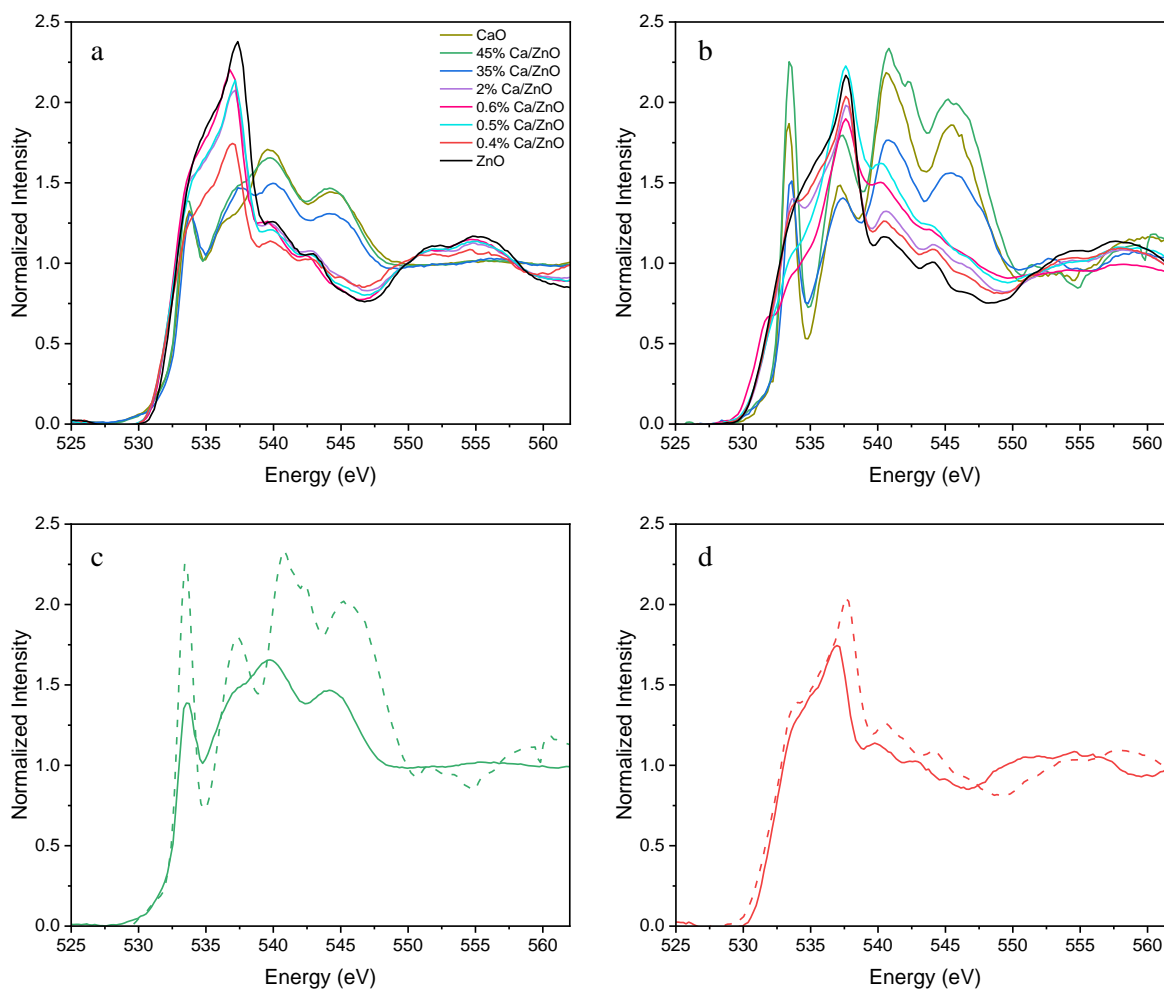 a
2.5
2.0
1.5
1.0
0.5
0.0
Normalized Intensity
525 530 535 540 545 550 555 560
Energy (eV)
CaO
45% Ca/ZnO
35% Ca/ZnO
2% Ca/ZnO
0.6% Ca/ZnO
0.5% Ca/ZnO
0.4% Ca/ZnO
ZnO
b
2.5
2.0
1.5
1.0
0.5
0.0
Normalized Intensity
525 530 535 540 545 550 555 560
Energy (eV)
c
2.5
2.0
1.5
1.0
0.5
0.0
Normalized Intensity
525 530 535 540 545 550 555 560
Energy (eV)
d
2.5
2.0
1.5
1.0
0.5
0.0
Normalized Intensity
525 530 535 540 545 550 555 560
Energy (eV)